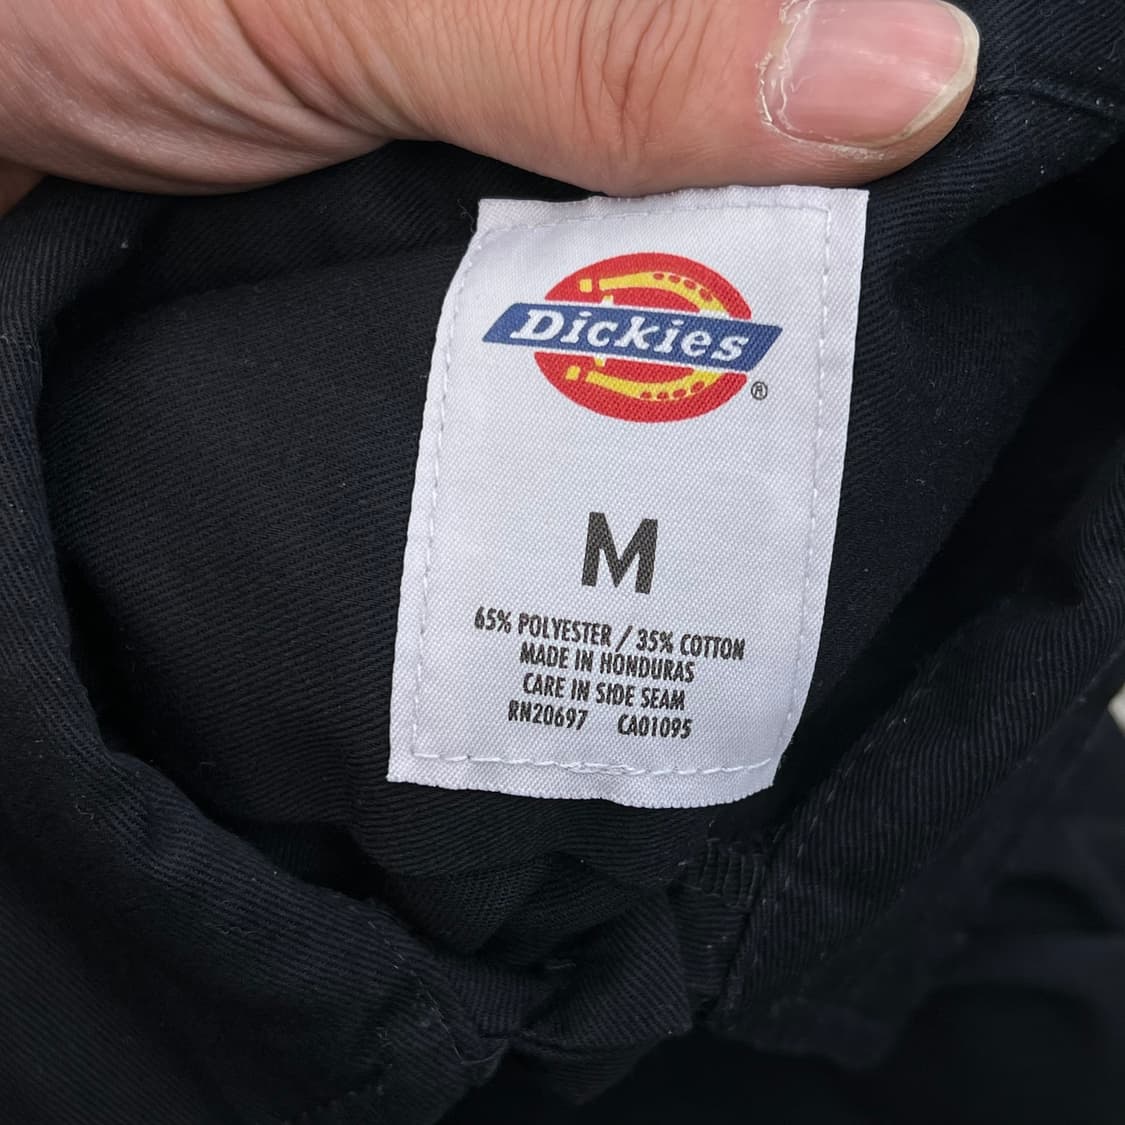 Dickies
®
M
65% POLYESTER / 35% COTTON
MADE IN HONDURAS
CARE IN SIDE SEAM
RN20697 CA01095